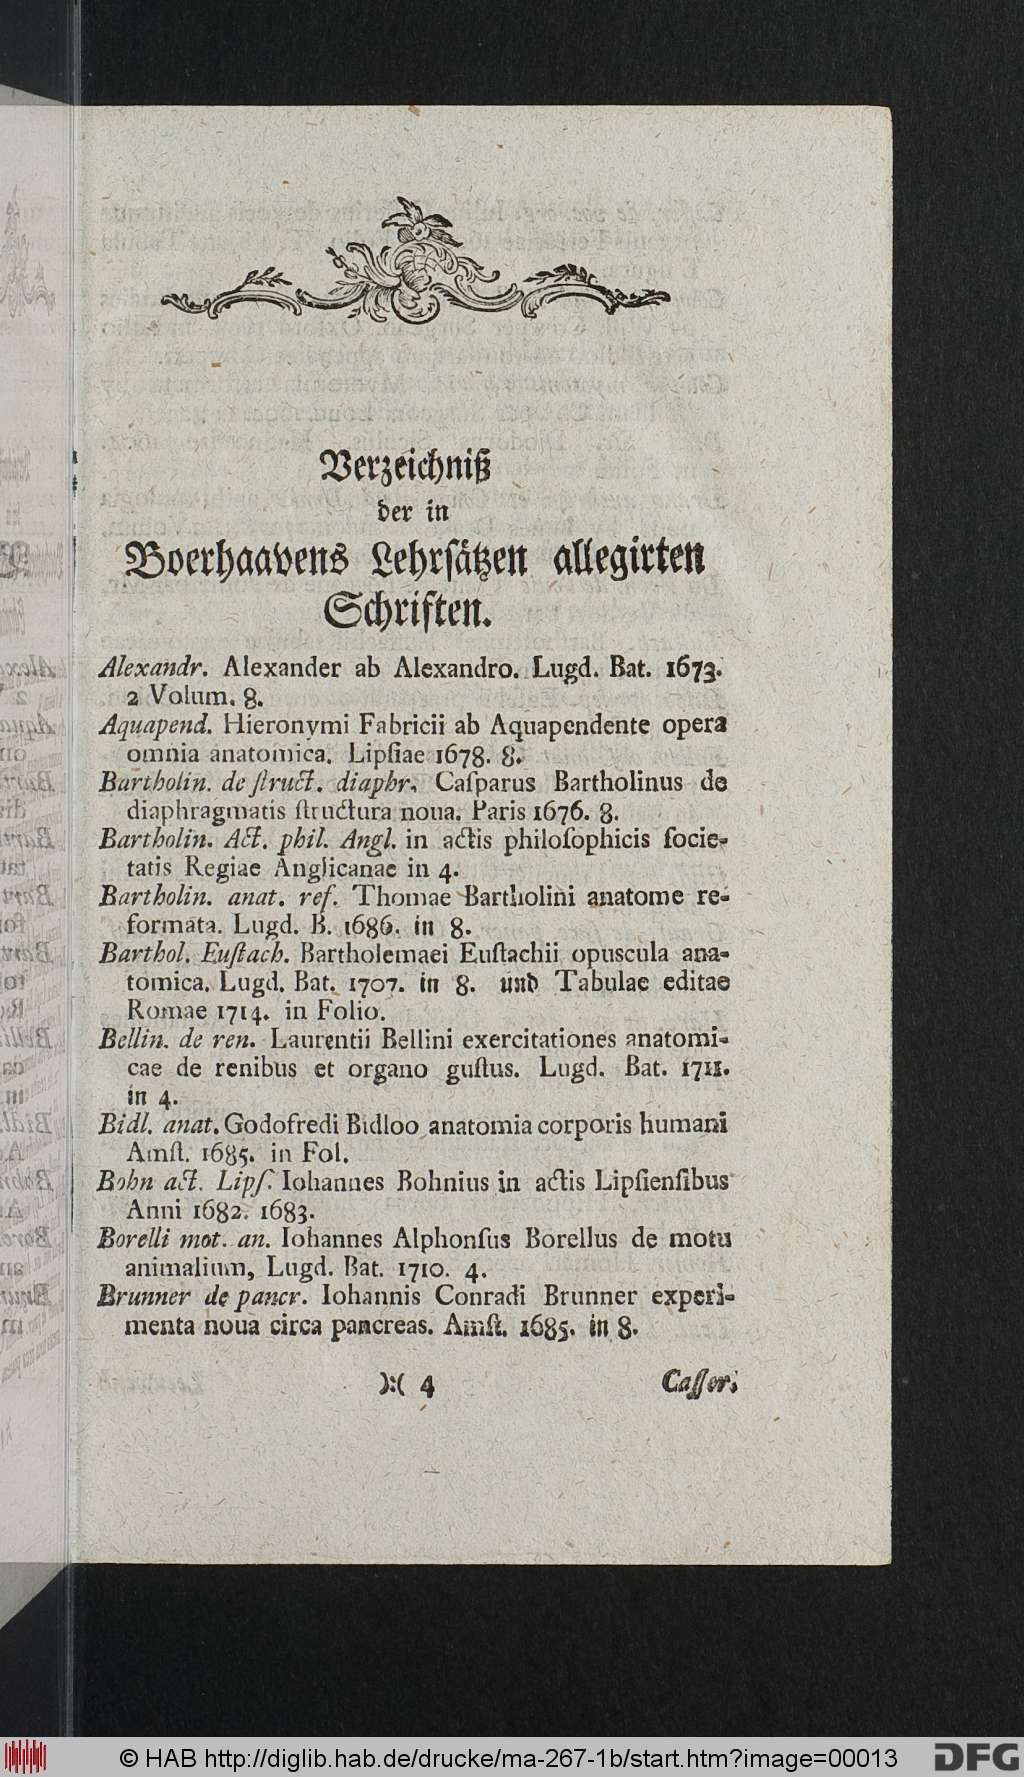 Verzeichniß
der in
Boerhaavens Lehrsätzen allegirten
Schriften.
Alexandr. Alexander ab Alexandro. Lugd. Bat. 1673.
2 Volum. 8.
Aquapend. Hieronymi Fabricii ab Aquapendente opera
omnia anatomica. Lipſiae 1678. 8.
Bartholin. de ſtruct. diaphr. Caſparus Bartholinus de
diaphragmatis ſtructura noua. Paris 1676. 8.
Bartholin. Act. phil. Angl. in actis philoſophicis ſocie-
tatis Regiae Anglicanae in 4.
Bartholin. anat. ref. Thomae Bartholini anatome re-
formata. Lugd. B. 1686. in 8.
Barthol. Euſtach. Bartholemaei Euſtachii opuscula ana-
tomica. Lugd. Bat. 1707. in 8. und Tabulae editae
Romae 1714. in Folio.
Bellin. de ren. Laurentii Bellini exercitationes anatomi-
cae de renibus et organo guſtus. Lugd. Bat. 1711.
in 4.
Bidl. anat. Godofredi Bidloo anatomia corporis humani
Amſt. 1685. in Fol.
Bohn act. Lipſ. Iohannes Bohnius in actis Lipſienſibus
Anni 1682. 1683.
Borelli mot. an. Iohannes Alphonſus Borellus de motu
animalium, Lugd. Bat. 1710. 4.
Brunner de pancr. Iohannis Conradi Brunner experi-
menta noua circa pancreas. Amſt. 1685. in 8.
):( 4 Caſſer.
© HAB http://diglib.hab.de/drucke/ma-267-1b/start.htm?image=00013 DFG